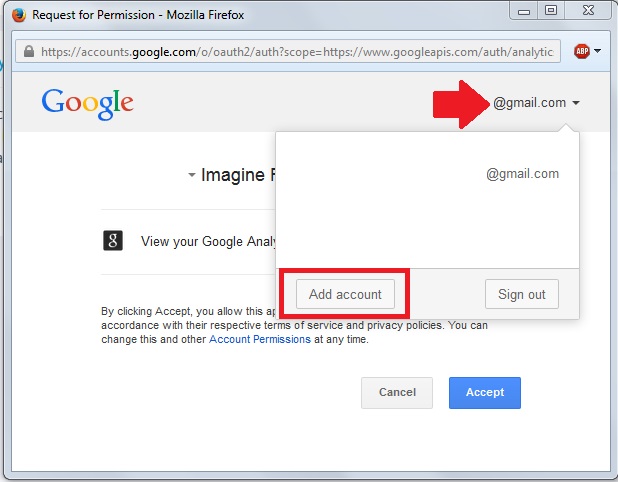 Request for Permission - Mozilla Firefox
https://accounts.google.com/o/oauth2/auth?scope=https://www.googleapis.com/auth/analytic
ABP
Google
@gmail.com
@gmail.com
Imagine
g
View your Google
Add account
Sign out
By clicking Accept, you allow this
accordance with their respective terms of service and privacy policies. You can
change this and other Account Permissions at any time.
Cancel
Accept